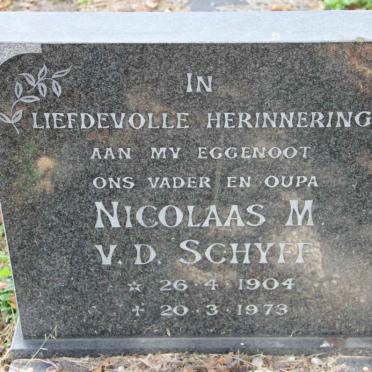 IN
LIEFDEVOLLE HERINNERING
AAN MY EGGENOOT
ONS VADER EN OUPA
NICOLAAS M.
V. D. SCHYFF
☆ 26·4·1904
✝ 20·3·1973